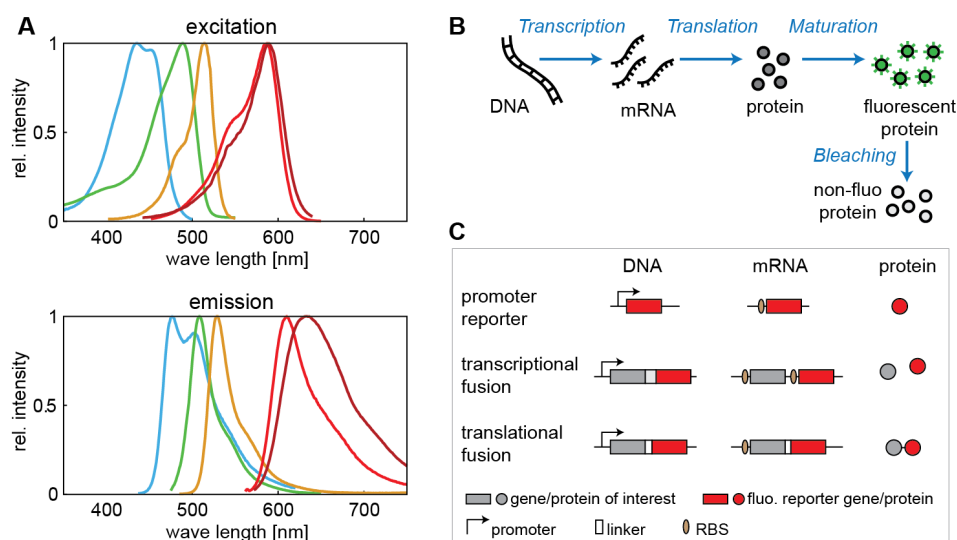 A
excitation
1
0.5
0
rel. intensity
400 500 600 700
wave length [nm]
emission
1
0.5
0
rel. intensity
400 500 600 700
wave length [nm]
B
Transcription Translation Maturation
DNA mRNA protein fluorescent
protein
Bleaching
non-fluo
protein
C
DNA mRNA protein
promoter
reporter
transcriptional
fusion
translational
fusion
gene/protein of interest fluo. reporter gene/protein
promoter linker RBS